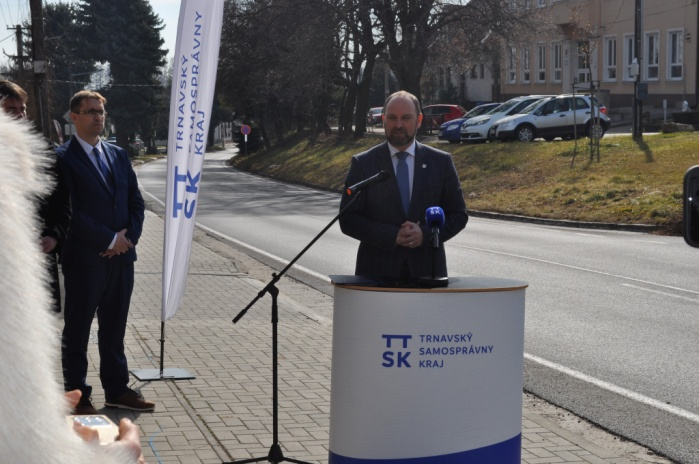 TRNAVSKÝ
SAMOSPRÁVNY
KRAJ
TT
SK
TT
SK
TRNAVSKÝ
SAMOSPRÁVNY
KRAJ